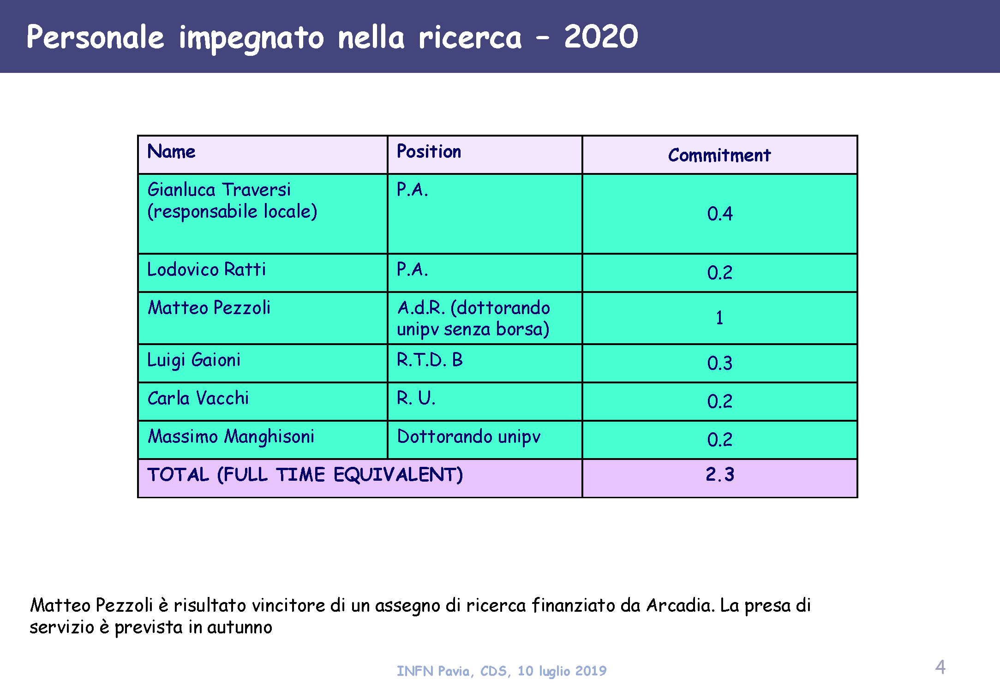 Personale impegnato nella ricerca – 2020
Name Position Commitment
Gianluca Traversi P.A.
(responsabile locale) 0.4
Lodovico Ratti P.A. 0.2
Matteo Pezzoli A.d.R. (dottorando
unipv senza borsa) 1
Luigi Gaioni R.T.D. B 0.3
Carla Vacchi R. U. 0.2
Massimo Manghisoni Dottorando unipv 0.2
TOTAL (FULL TIME EQUIVALENT) 2.3
Matteo Pezzoli è risultato vincitore di un assegno di ricerca finanziato da Arcadia. La presa di
servizio è prevista in autunno
INFN Pavia, CDS, 10 luglio 2019
4